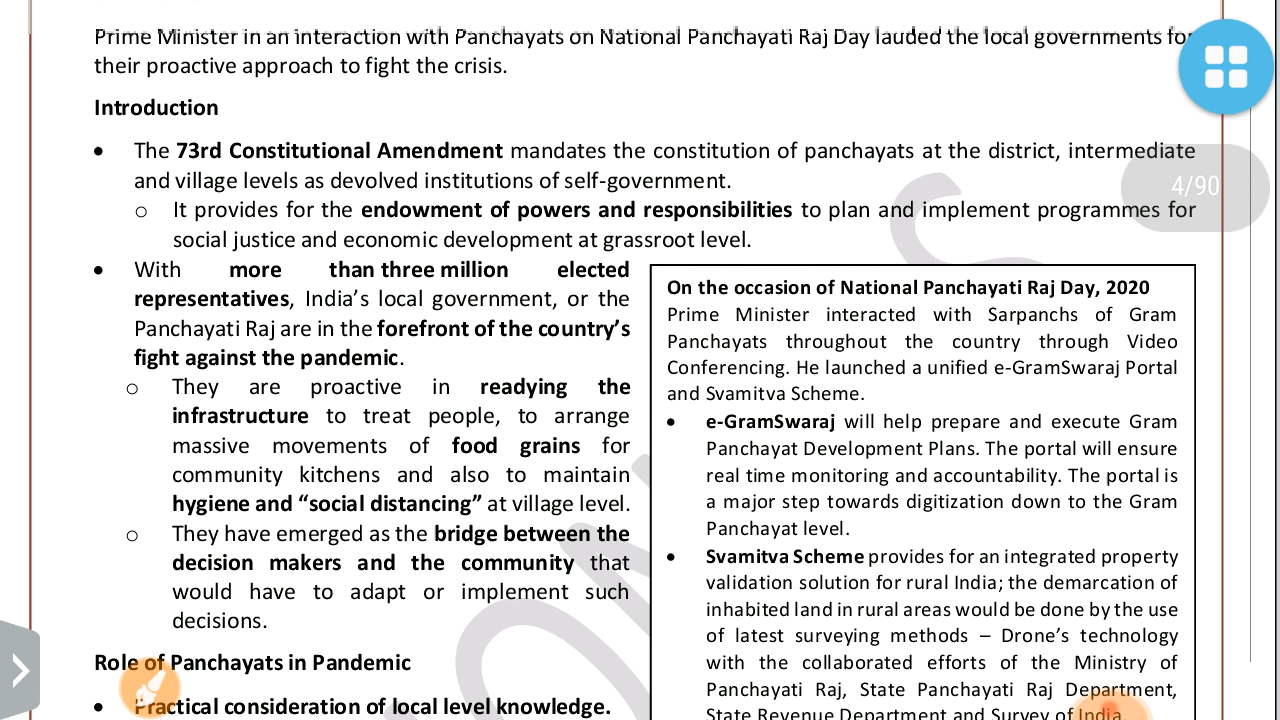 Prime Minister in an interaction with Panchayats on National Panchayati Raj Day lauded the local governments for
their proactive approach to fight the crisis.
Introduction
• The 73rd Constitutional Amendment mandates the constitution of panchayats at the district, intermediate
and village levels as devolved institutions of self-government.
4/90
o It provides for the endowment of powers and responsibilities to plan and implement programmes for
social justice and economic development at grassroot level.
• With more than three million elected
representatives, India’s local government, or the
Panchayati Raj are in the forefront of the country’s
fight against the pandemic.
o They are proactive in readying the
infrastructure to treat people, to arrange
massive movements of food grains for
community kitchens and also to maintain
hygiene and “social distancing” at village level.
o They have emerged as the bridge between the
decision makers and the community that
would have to adapt or implement such
decisions.
Role of Panchayats in Pandemic
• Practical consideration of local level knowledge.
On the occasion of National Panchayati Raj Day, 2020
Prime Minister interacted with Sarpanchs of Gram
Panchayats throughout the country through Video
Conferencing. He launched a unified e-GramSwaraj Portal
and Svamitva Scheme.
• e-GramSwaraj will help prepare and execute Gram
Panchayat Development Plans. The portal will ensure
real time monitoring and accountability. The portal is
a major step towards digitization down to the Gram
Panchayat level.
• Svamitva Scheme provides for an integrated property
validation solution for rural India; the demarcation of
inhabited land in rural areas would be done by the use
of latest surveying methods – Drone’s technology
with the collaborated efforts of the Ministry of
Panchayati Raj, State Panchayati Raj Department,
State Revenue Department and Survey of India.